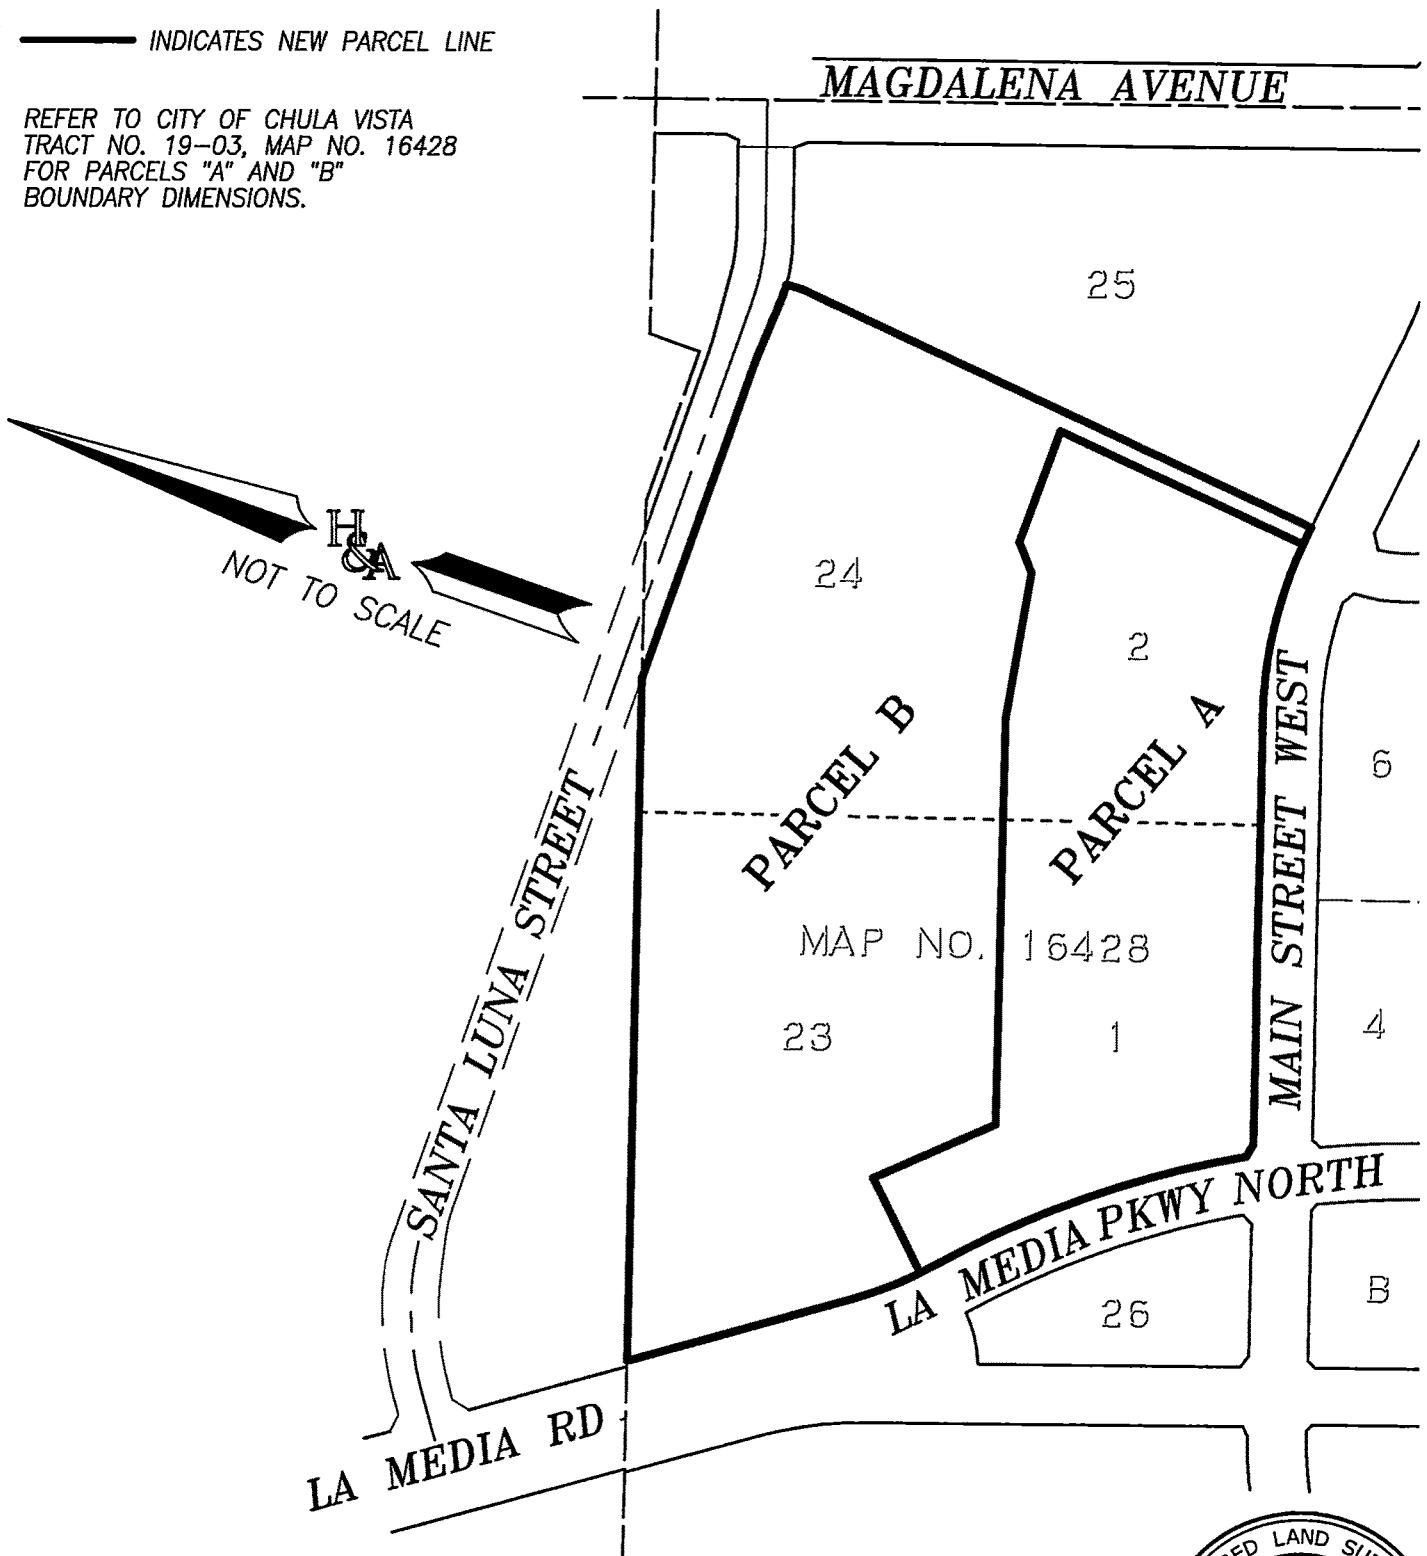 INDICATES NEW PARCEL LINE
MAGDALENA AVENUE
REFER TO CITY OF CHULA VISTA
TRACT NO. 19-03, MAP NO. 16428
FOR PARCELS "A" AND "B"
BOUNDARY DIMENSIONS.
25
H&A
NOT TO SCALE
24
2
PARCEL B
PARCEL A
6
MAIN STREET WEST
SANTA LUNA STREET
MAP NO. 16428
23
1
4
LA MEDIA PKWY NORTH
26
B
LA MEDIA RD
LAND